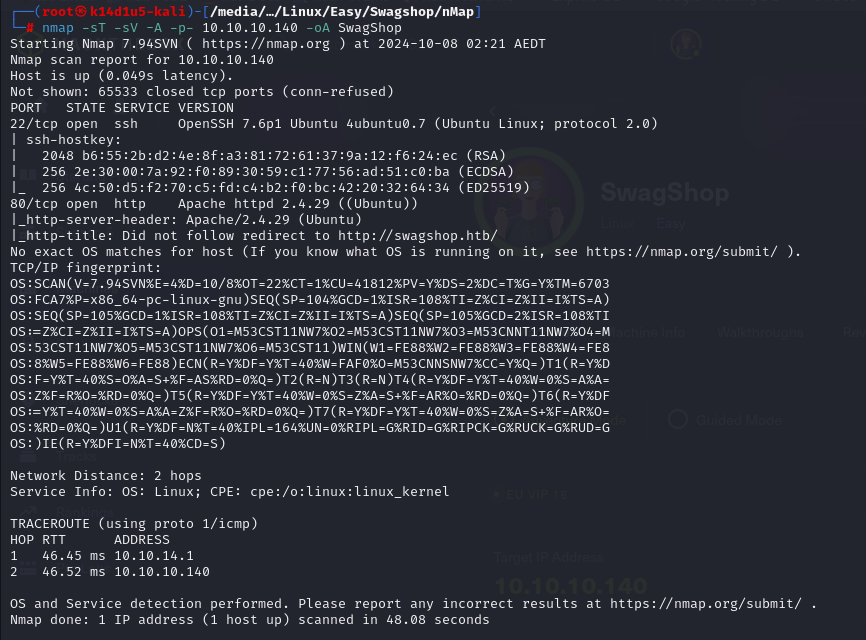 ┌──(root㉿k14d1u5-kali)-[/media/…/Linux/Easy/Swagshop/nMap]
└─# nmap -sT -sV -A -p- 10.10.10.140 -oA SwagShop
Starting Nmap 7.94SVN ( https://nmap.org ) at 2024-10-08 02:21 AEDT
Nmap scan report for 10.10.10.140
Host is up (0.049s latency).
Not shown: 65533 closed tcp ports (conn-refused)
PORT   STATE SERVICE VERSION
22/tcp open  ssh     OpenSSH 7.6p1 Ubuntu 4ubuntu0.7 (Ubuntu Linux; protocol 2.0)
| ssh-hostkey:
|   2048 b6:55:2b:d2:4e:8f:a3:81:72:61:37:9a:12:f6:24:ec (RSA)
|   256 2e:30:00:7a:92:f0:89:30:59:c1:77:56:ad:51:c0:ba (ECDSA)
|_  256 4c:50:d5:f2:70:c5:fd:c4:b2:f0:bc:42:20:32:64:34 (ED25519)
80/tcp open  http    Apache httpd 2.4.29 ((Ubuntu))
|_http-server-header: Apache/2.4.29 (Ubuntu)
|_http-title: Did not follow redirect to http://swagshop.htb/
No exact OS matches for host (If you know what OS is running on it, see https://nmap.org/submit/ ).
TCP/IP fingerprint:
OS:SCAN(V=7.94SVN%E=4%D=10/8%OT=22%CT=1%CU=41812%PV=Y%DS=2%DC=T%G=Y%TM=6703
OS:FCA7%P=x86_64-pc-linux-gnu)SEQ(SP=104%GCD=1%ISR=108%TI=Z%CI=Z%II=I%TS=A)
OS:SEQ(SP=105%GCD=1%ISR=108%TI=Z%CI=Z%II=I%TS=A)SEQ(SP=105%GCD=2%ISR=108%TI
OS:=Z%CI=Z%II=I%TS=A)OPS(O1=M53CST11NW7%O2=M53CST11NW7%O3=M53CNNT11NW7%O4=M
OS:53CST11NW7%O5=M53CST11NW7%O6=M53CST11)WIN(W1=FE88%W2=FE88%W3=FE88%W4=FE8
OS:8%W5=FE88%W6=FE88)ECN(R=Y%DF=Y%T=40%W=FAF0%O=M53CNNSNW7%CC=Y%Q=)T1(R=Y%D
OS:F=Y%T=40%S=O%A=S+%F=AS%RD=0%Q=)T2(R=N)T3(R=N)T4(R=Y%DF=Y%T=40%W=0%S=A%A=
OS:Z%F=R%O=%RD=0%Q=)T5(R=Y%DF=Y%T=40%W=0%S=Z%A=S+%F=AR%O=%RD=0%Q=)T6(R=Y%DF
OS:=Y%T=40%W=0%S=A%A=Z%F=R%O=%RD=0%Q=)T7(R=Y%DF=Y%T=40%W=0%S=Z%A=S+%F=AR%O=
OS:%RD=0%Q=)U1(R=Y%DF=N%T=40%IPL=164%UN=0%RIPL=G%RID=G%RIPCK=G%RUCK=G%RUD=G
OS:)IE(R=Y%DFI=N%T=40%CD=S)
Network Distance: 2 hops
Service Info: OS: Linux; CPE: cpe:/o:linux:linux_kernel
TRACEROUTE (using proto 1/icmp)
HOP RTT      ADDRESS
1   46.45 ms 10.10.14.1
2   46.52 ms 10.10.10.140
OS and Service detection performed. Please report any incorrect results at https://nmap.org/submit/ .
Nmap done: 1 IP address (1 host up) scanned in 48.08 seconds
SwagShop
Linux
Easy
Machine Info
Walkthroughs
Guided Mode
EU VIP 15
Target IP Address
10.10.10.140